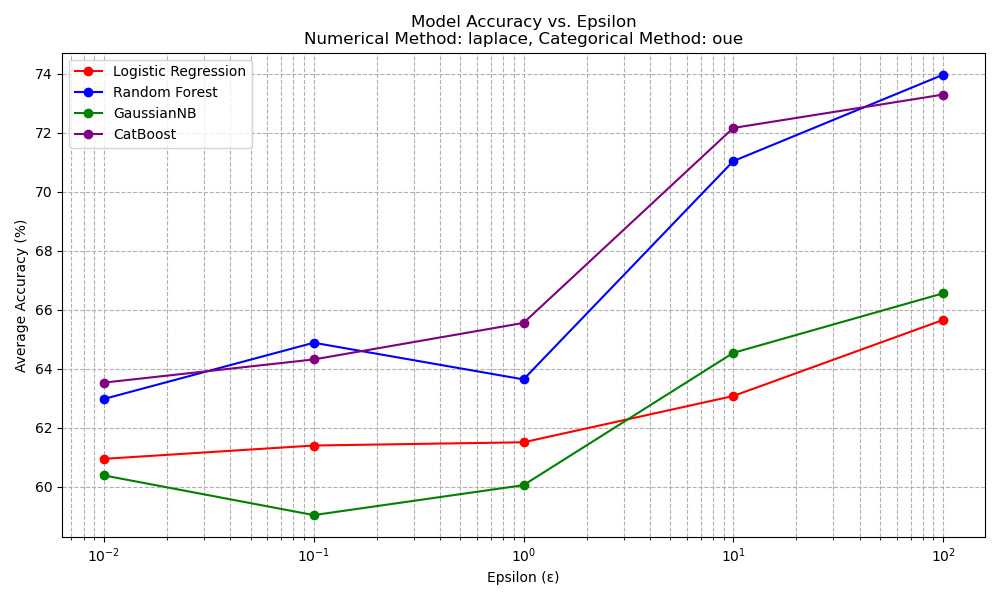 Model Accuracy vs. Epsilon
Numerical Method: laplace, Categorical Method: oue
Logistic Regression
Random Forest
GaussianNB
CatBoost
Average Accuracy (%)
74
72
70
68
66
64
62
60
10⁻² 10⁻¹ 10⁰ 10¹ 10²
Epsilon (ε)